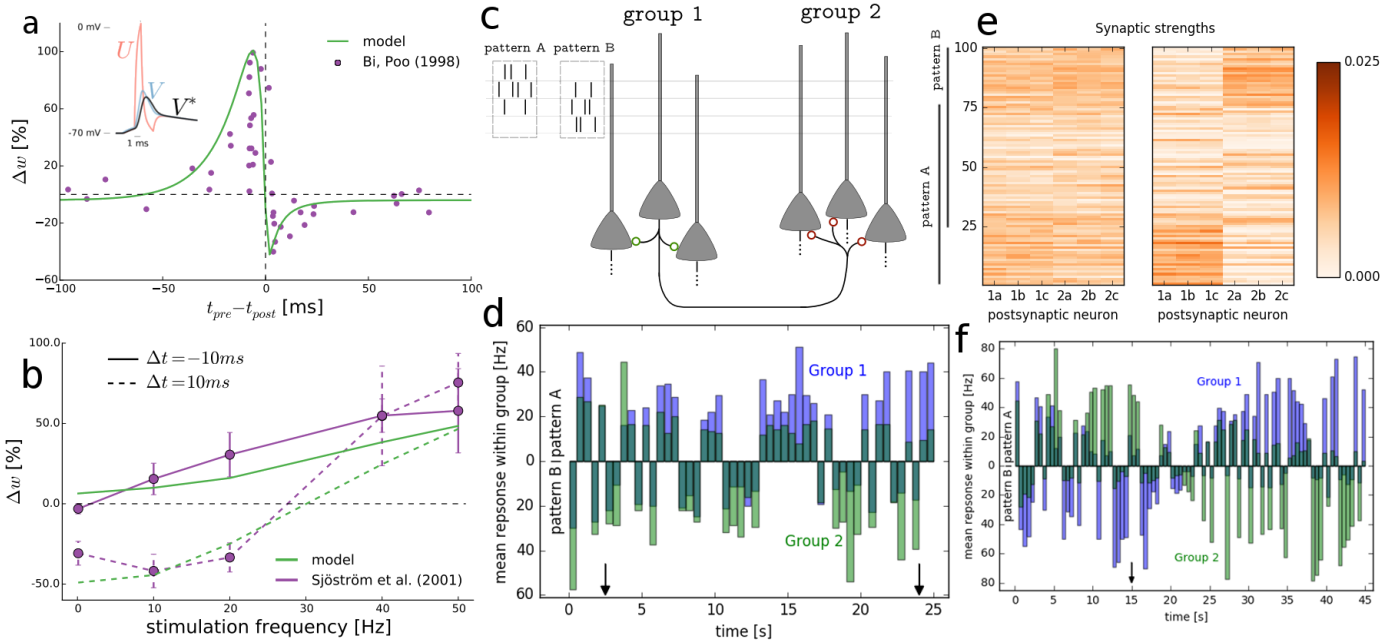 a
0 mV
U
V
V*
-70 mV
1 ms
model
Bi, Poo (1998)
Δw [%]
100
60
20
−20
−60
−100
−50
0
50
100
t_pre−t_post [ms]
b
Δt=−10ms
Δt=10ms
model
Sjöström et al. (2001)
Δw [%]
100.0
50.0
0.0
-50.0
0
10
20
30
40
50
stimulation frequency [Hz]
c
group 1
group 2
pattern A
pattern B
d
mean repsonse within group [Hz]
pattern B
pattern A
60
40
20
0
20
40
60
Group 1
Group 2
0
5
10
15
20
25
time [s]
e
Synaptic strengths
pattern A
pattern B
100
75
50
25
1a 1b 1c 2a 2b 2c
postsynaptic neuron
1a 1b 1c 2a 2b 2c
postsynaptic neuron
0.025
0.000
f
mean repsonse within group [Hz]
pattern B
pattern A
80
60
40
20
0
20
40
60
80
Group 1
Group 2
0
5
10
15
20
25
30
35
40
45
time [s]